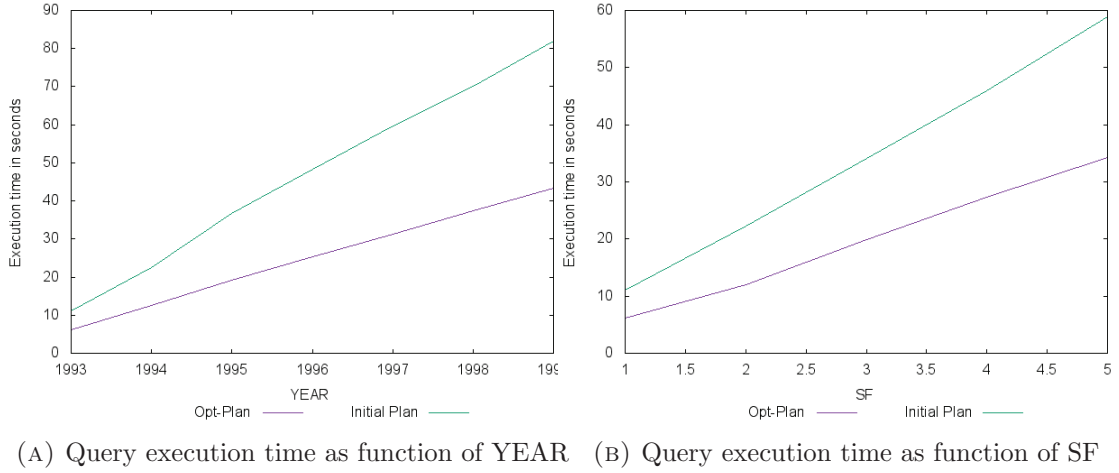 90
80
70
60
50
40
30
20
10
0
Execution time in seconds
1993 1994 1995 1996 1997 1998 199
YEAR
Opt-Plan Initial Plan
(A) Query execution time as function of YEAR
60
50
40
30
20
10
0
Execution time in seconds
1 1.5 2 2.5 3 3.5 4 4.5 5
SF
Opt-Plan Initial Plan
(B) Query execution time as function of SF